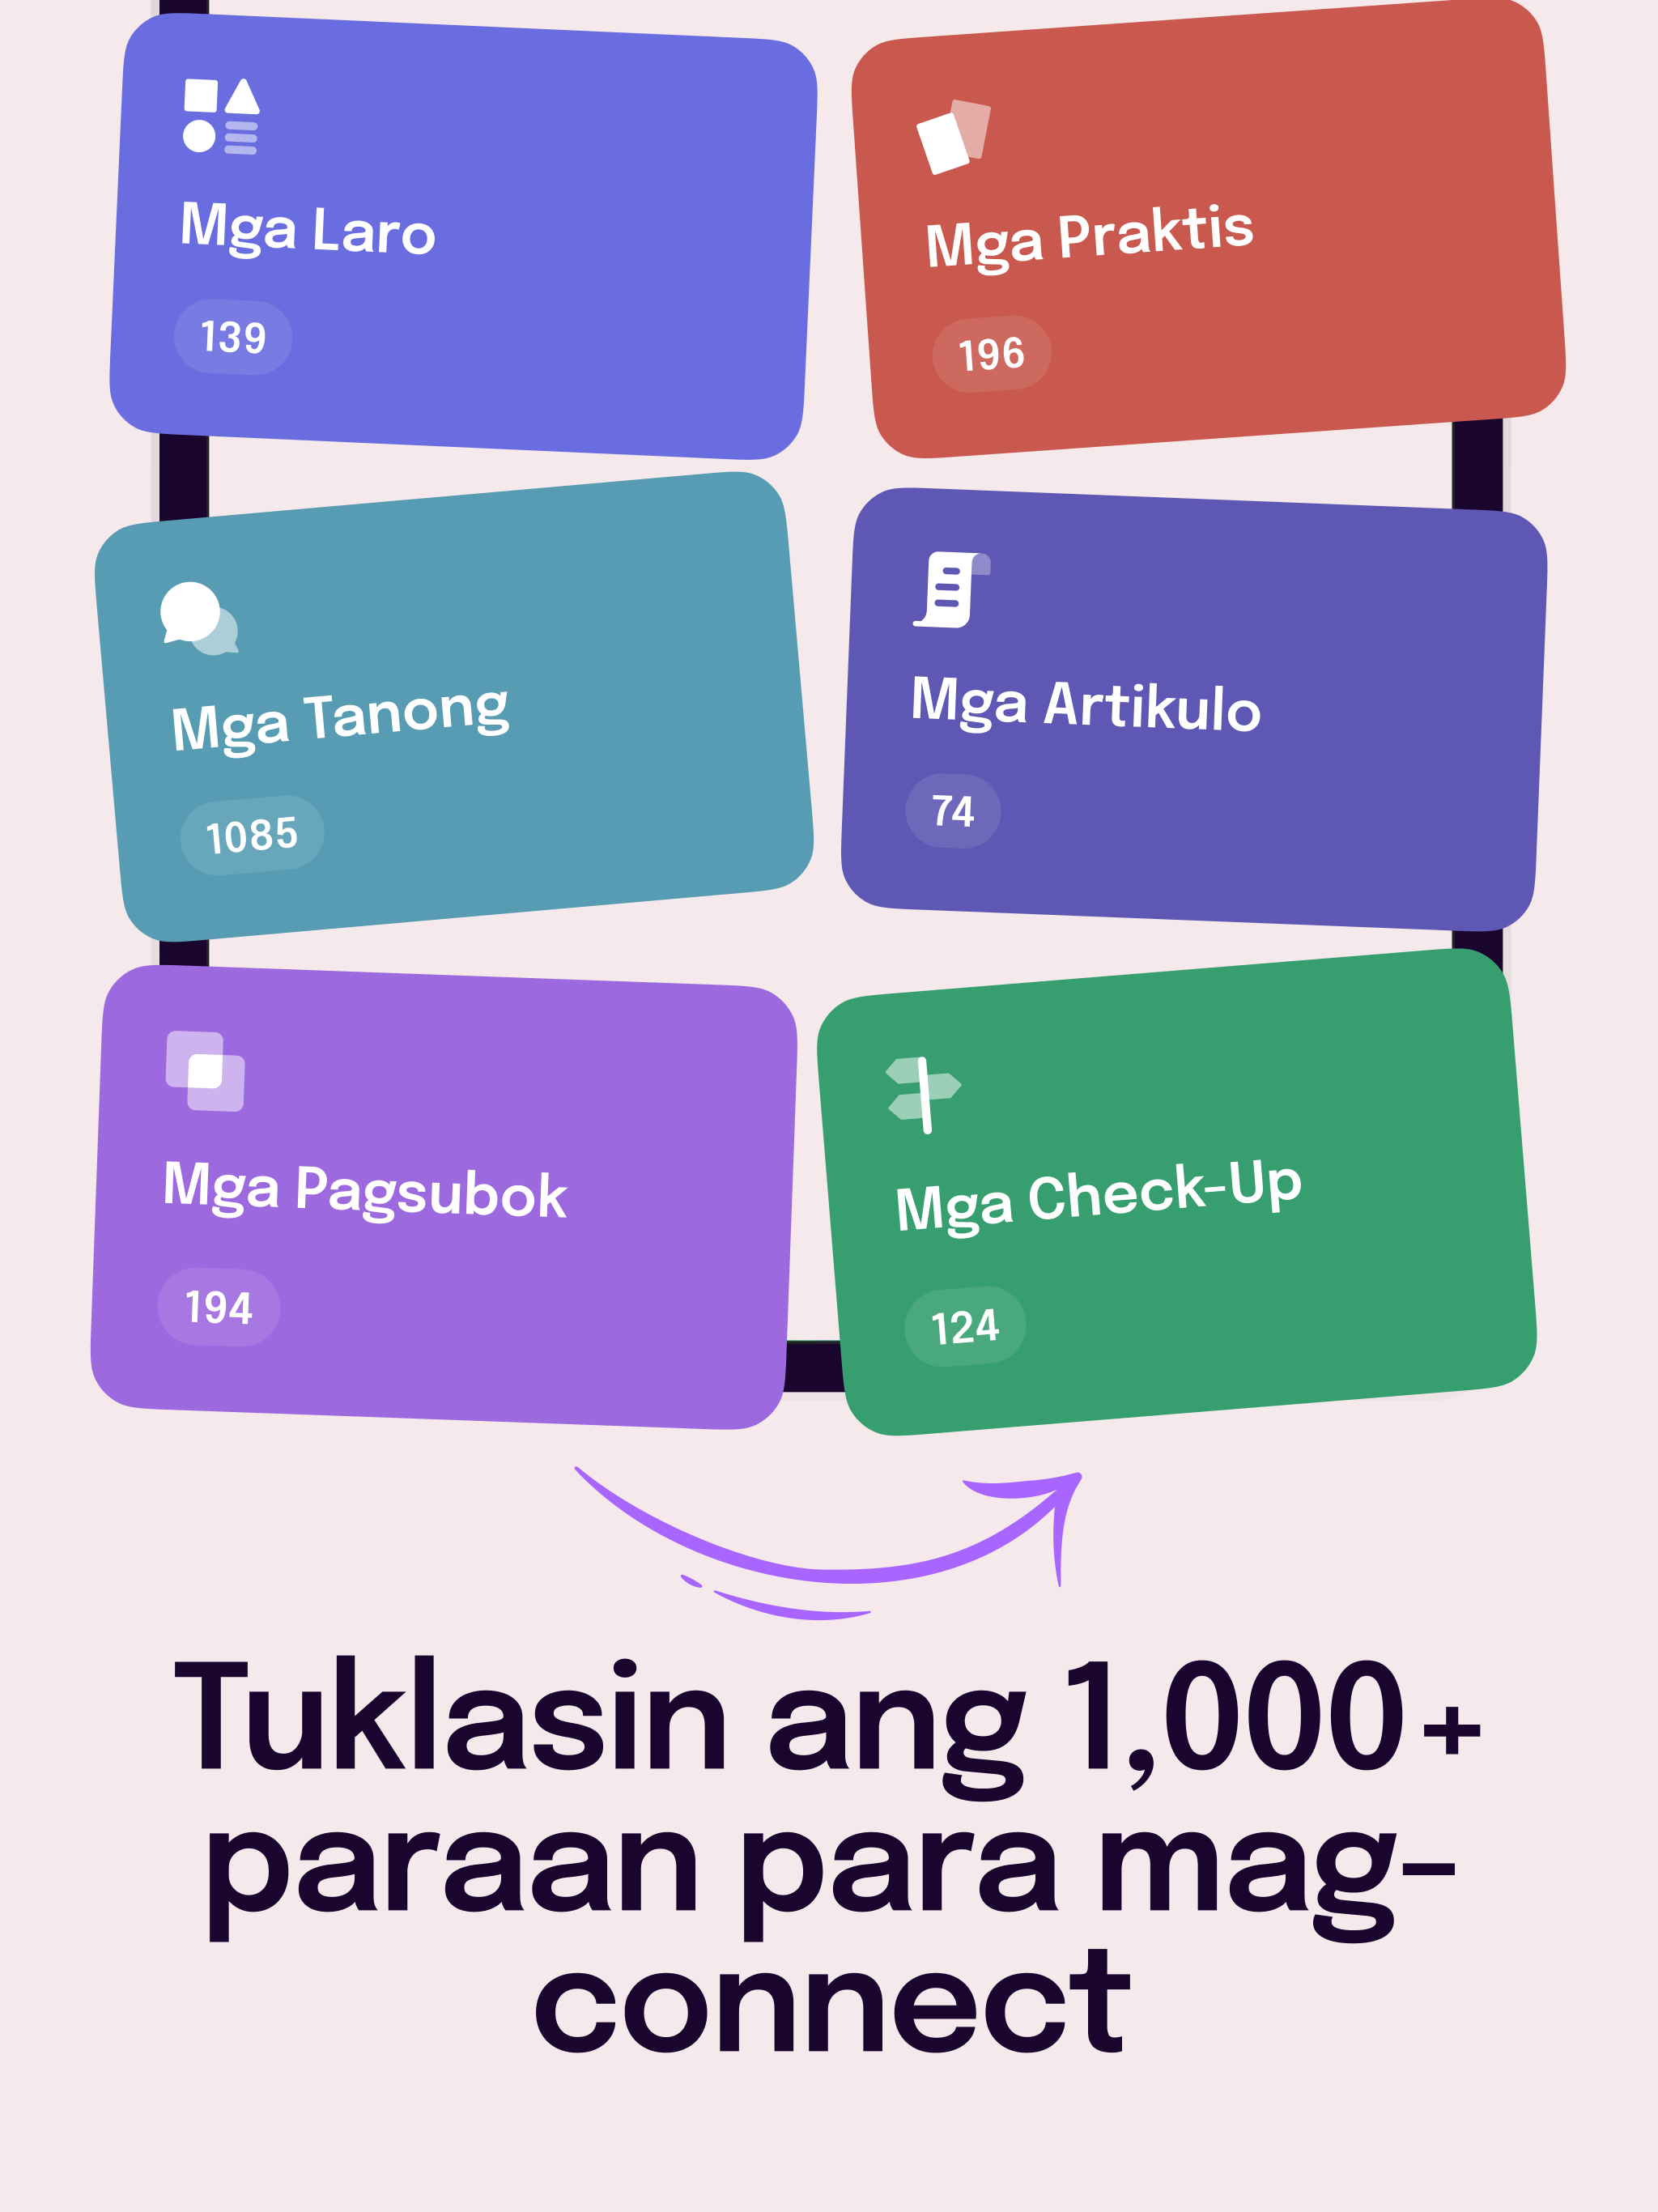 Mga Laro
139
Mga Praktis
196
Mga Tanong
1085
Mga Artikulo
74
Mga Pagsubok
194
Mga Check-Up
124
Tuklasin ang 1,000+
paraan para mag-
connect